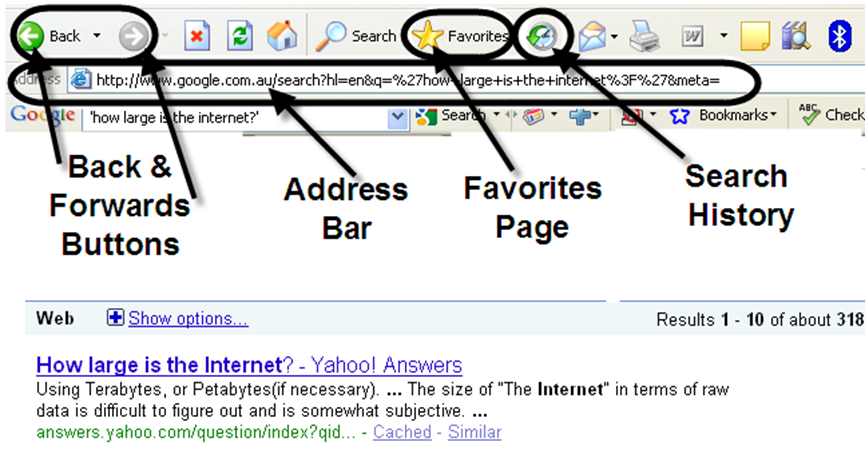 Back Search Favorites
Address http://www.google.com.au/search?hl=en&q=%27how+large+is+the+internet%3F%27&meta=
Google 'how large is the internet?' Search Bookmarks ABC Check
Back &
Forwards
Buttons
Address
Bar
Favorites
Page
Search
History
Web Show options... Results 1 - 10 of about 318
How large is the Internet? - Yahoo! Answers
Using Terabytes, or Petabytes(if necessary). ... The size of "The Internet" in terms of raw
data is difficult to figure out and is somewhat subjective. ...
answers.yahoo.com/question/index?qid... - Cached - Similar